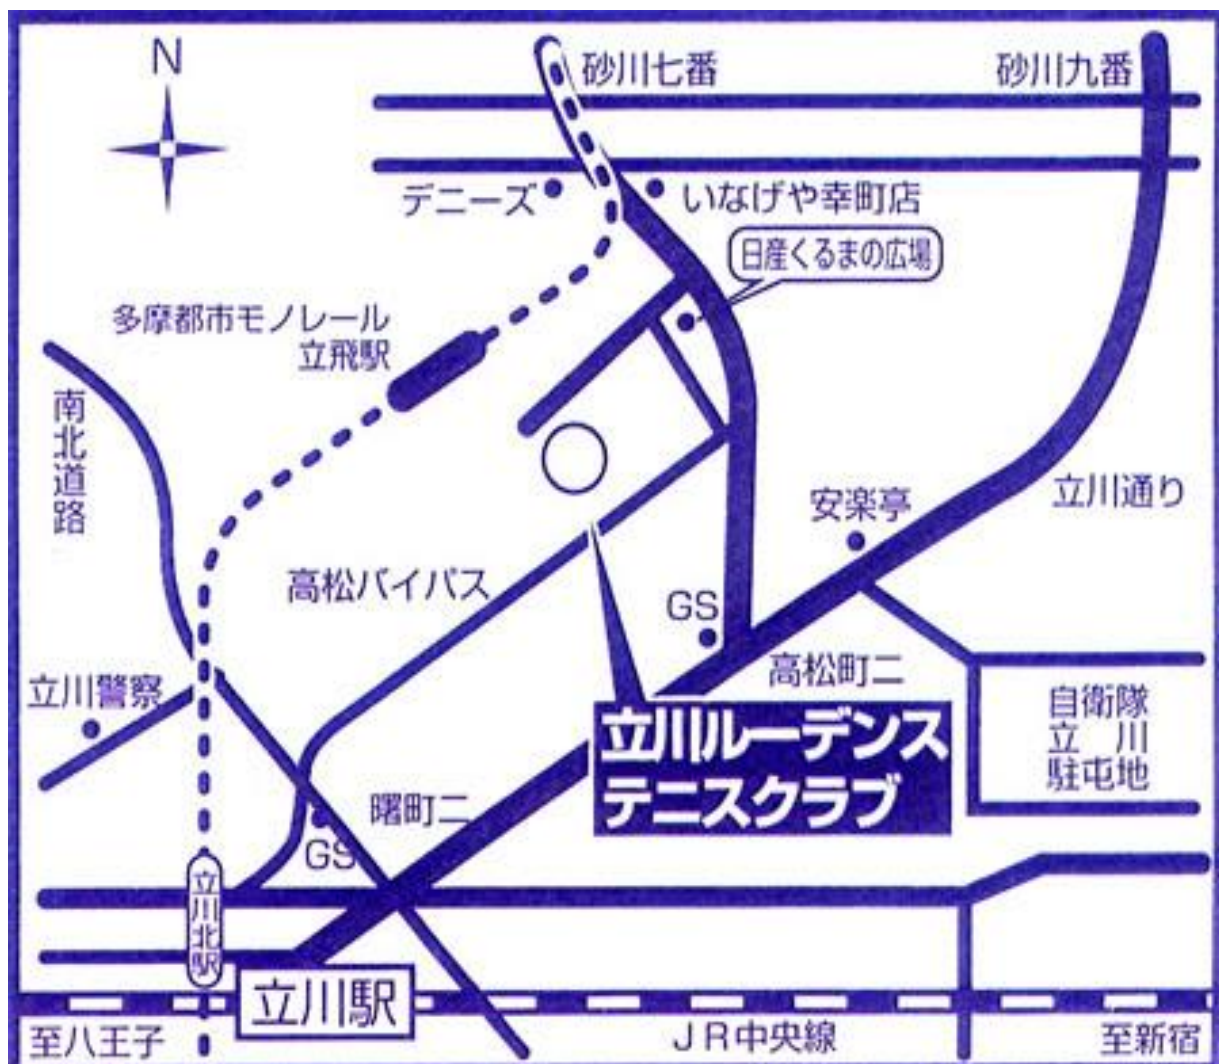 N
砂川七番
砂川九番
デニーズ
いなげや幸町店
日産くるまの広場
多摩都市モノレール
立飛駅
南北道路
立川通り
安楽亭
高松バイパス
GS
高松町二
立川警察
立川ルーデンス
テニスクラブ
自衛隊
立川
駐屯地
曙町二
GS
立川北駅
立川駅
至八王子
JR中央線
至新宿